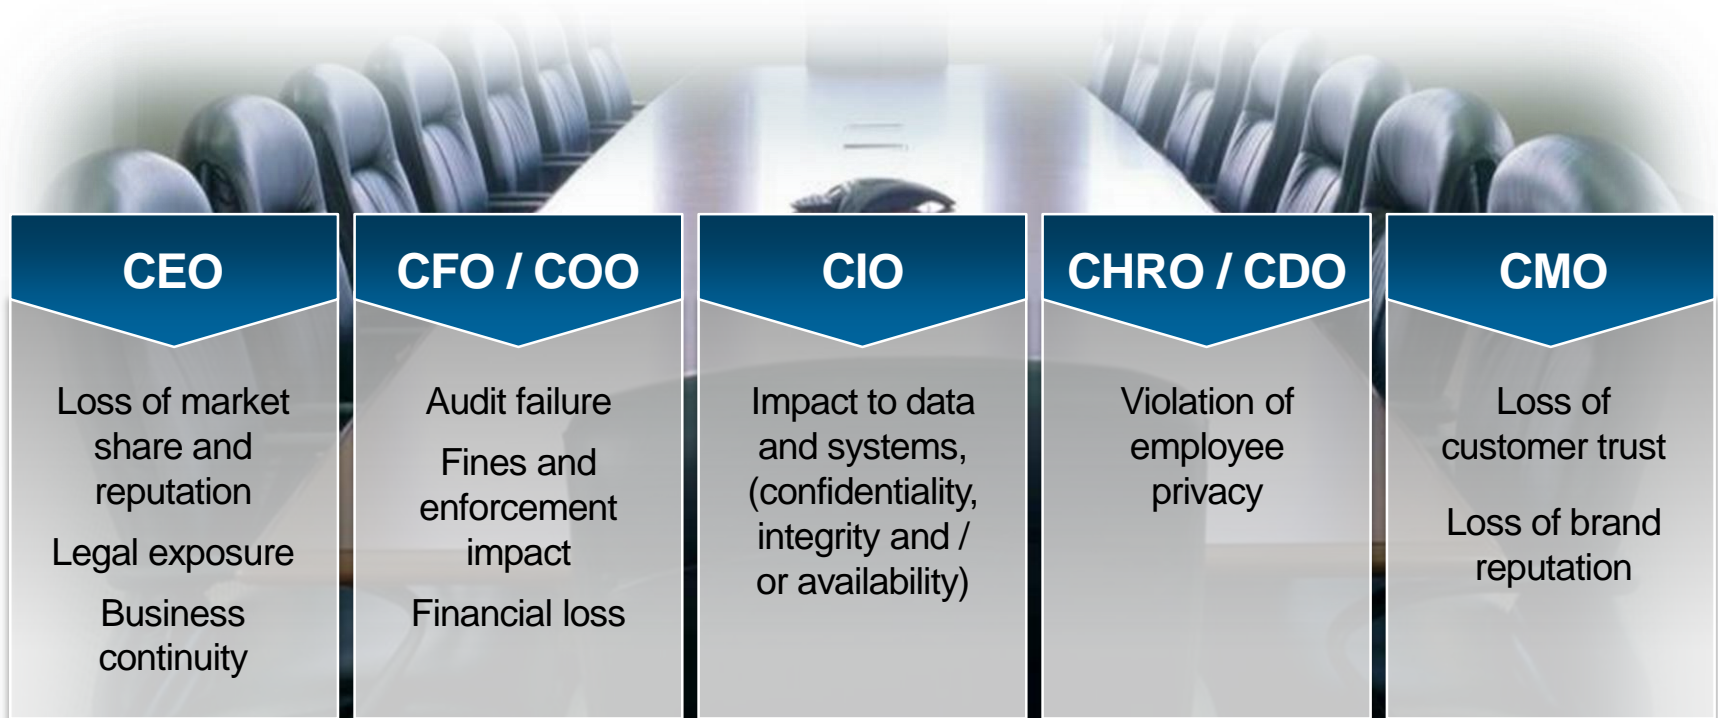 CEO
Loss of market
share and
reputation
Legal exposure
Business
continuity
CFO / COO
Audit failure
Fines and
enforcement
impact
Financial loss
CIO
Impact to data
and systems,
(confidentiality,
integrity and /
or availability)
CHRO / CDO
Violation of
employee
privacy
CMO
Loss of
customer trust
Loss of brand
reputation